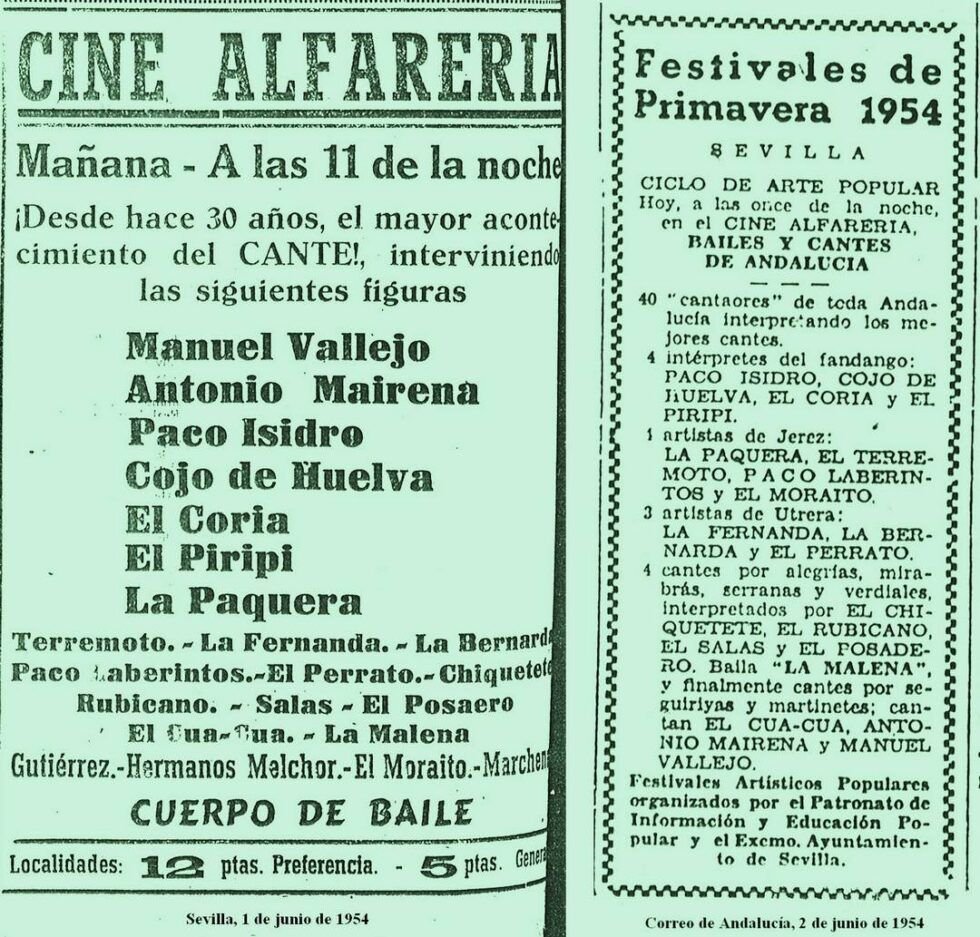 CINE ALFARERIA
Mañana - A las 11 de la noche
¡Desde hace 30 años, el mayor aconte-
cimiento del CANTE!, interviniendo
las siguientes figuras
Manuel Vallejo
Antonio Mairena
Paco Isidro
Cojo de Huelva
El Coria
El Piripi
La Paquera
Terremoto. - La Fernanda. - La Bernarda
Paco Laberintos.-El Perrato.-Chiquetete
Rubicano. - Salas - El Posaero
El Cua-Cua. - La Malena
Gutiérrez.-Hermanos Melchor.-El Moraito.-Marchena
CUERPO DE BAILE
Localidades: 12 ptas. Preferencia. - 5 ptas. General
Sevilla, 1 de junio de 1954
Festivales de
Primavera 1954
SEVILLA
CICLO DE ARTE POPULAR
Hoy, a las once de la noche,
en el CINE ALFARERIA,
BAILES Y CANTES
DE ANDALUCIA
40 "cantaores" de toda Anda-
lucía interpretando los me-
jores cantes.
4 intérpretes del fandango:
PACO ISIDRO, COJO DE
HUELVA, EL CORIA y EL
PIRIPI.
4 artistas de Jerez:
LA PAQUERA, EL TERRE-
MOTO, PACO LABERIN-
TOS y EL MORAITO.
3 artistas de Utrera:
LA FERNANDA, LA BER-
NARDA y EL PERRATO.
4 cantes por alegrías, mira-
brás, serranas y verdiales,
interpretados por EL CHI-
QUETETE, EL RUBICANO,
EL SALAS y EL POSADE-
RO. Baila "LA MALENA",
y finalmente cantes por se-
guiriyas y martinetes; can-
tan EL CUA-CUA, ANTO-
NIO MAIRENA y MANUEL
VALLEJO.
Festivales Artísticos Populares
organizados por el Patronato de
Información y Educación Po-
pular y el Excmo. Ayuntamien-
to de Sevilla.
Correo de Andalucía, 2 de junio de 1954